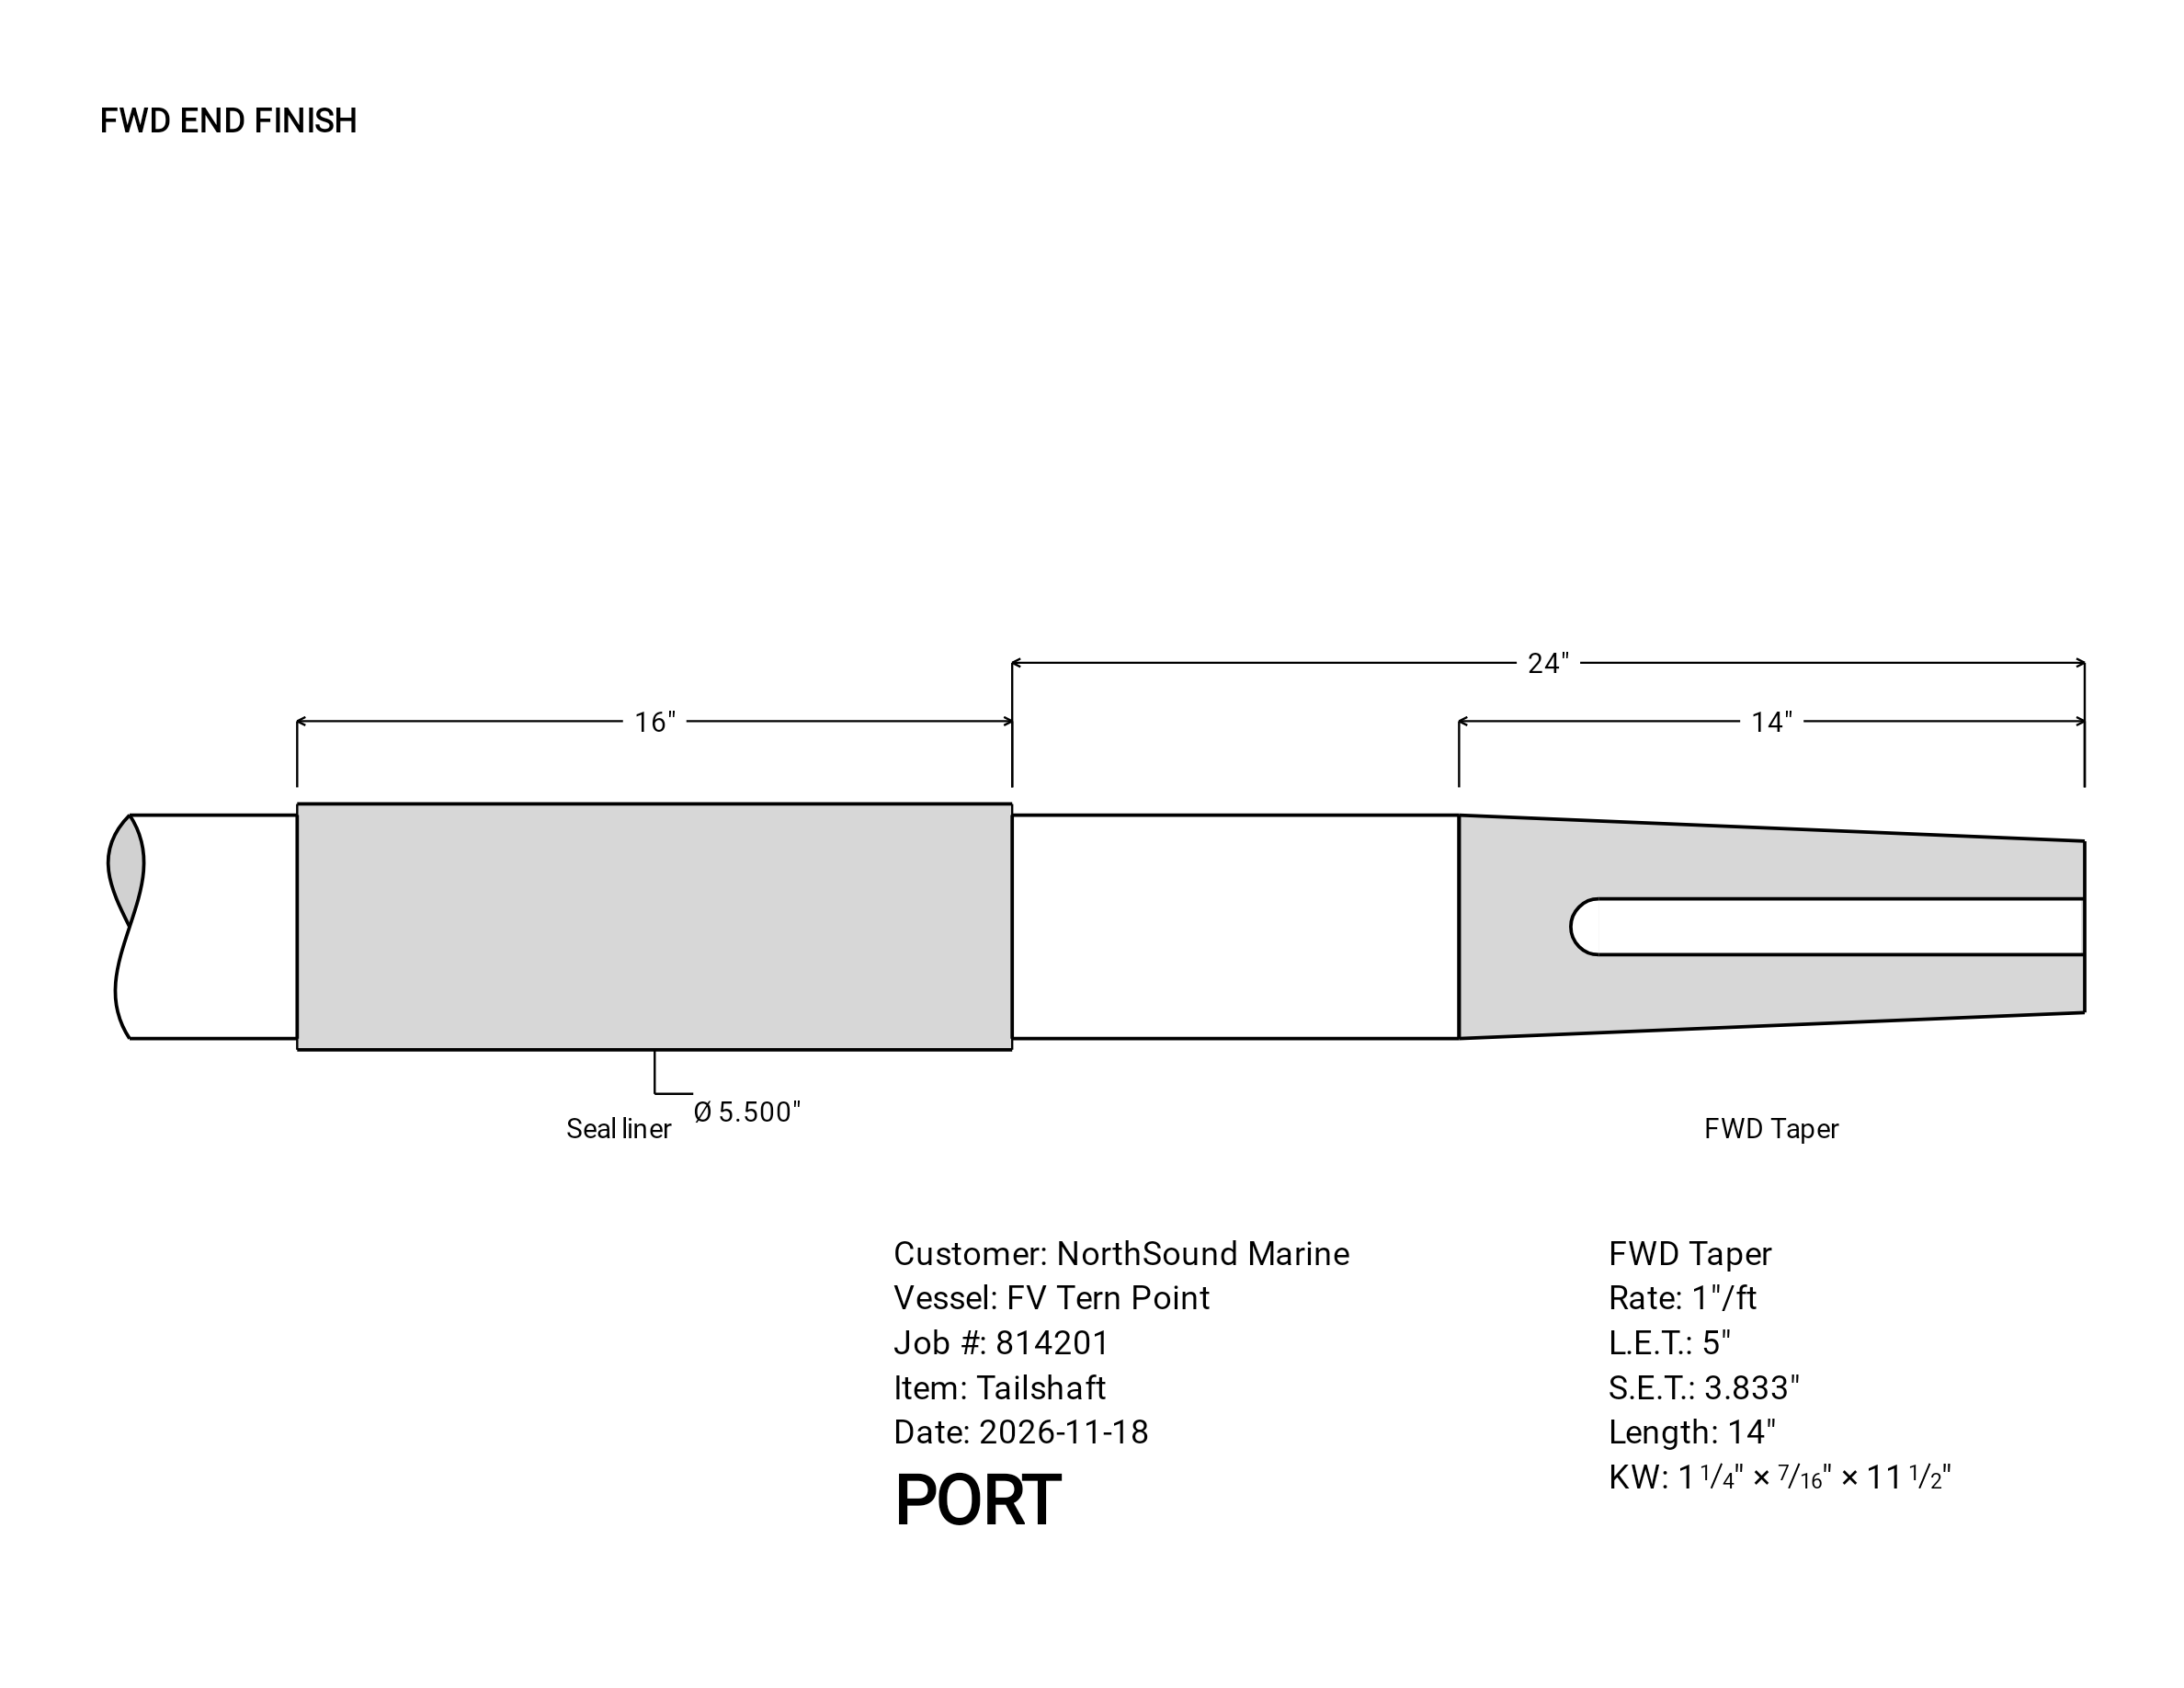 FWD END FINISH
24"
16"
14"
Ø 5.500"
Seal liner
FWD Taper
Customer: NorthSound Marine
Vessel: FV Tern Point
Job #: 814201
Item: Tailshaft
Date: 2026-11-18
PORT
FWD Taper
Rate: 1"/ft
L.E.T.: 5"
S.E.T.: 3.833"
Length: 14"
KW: 1 1/4" × 7/16" × 11 1/2"